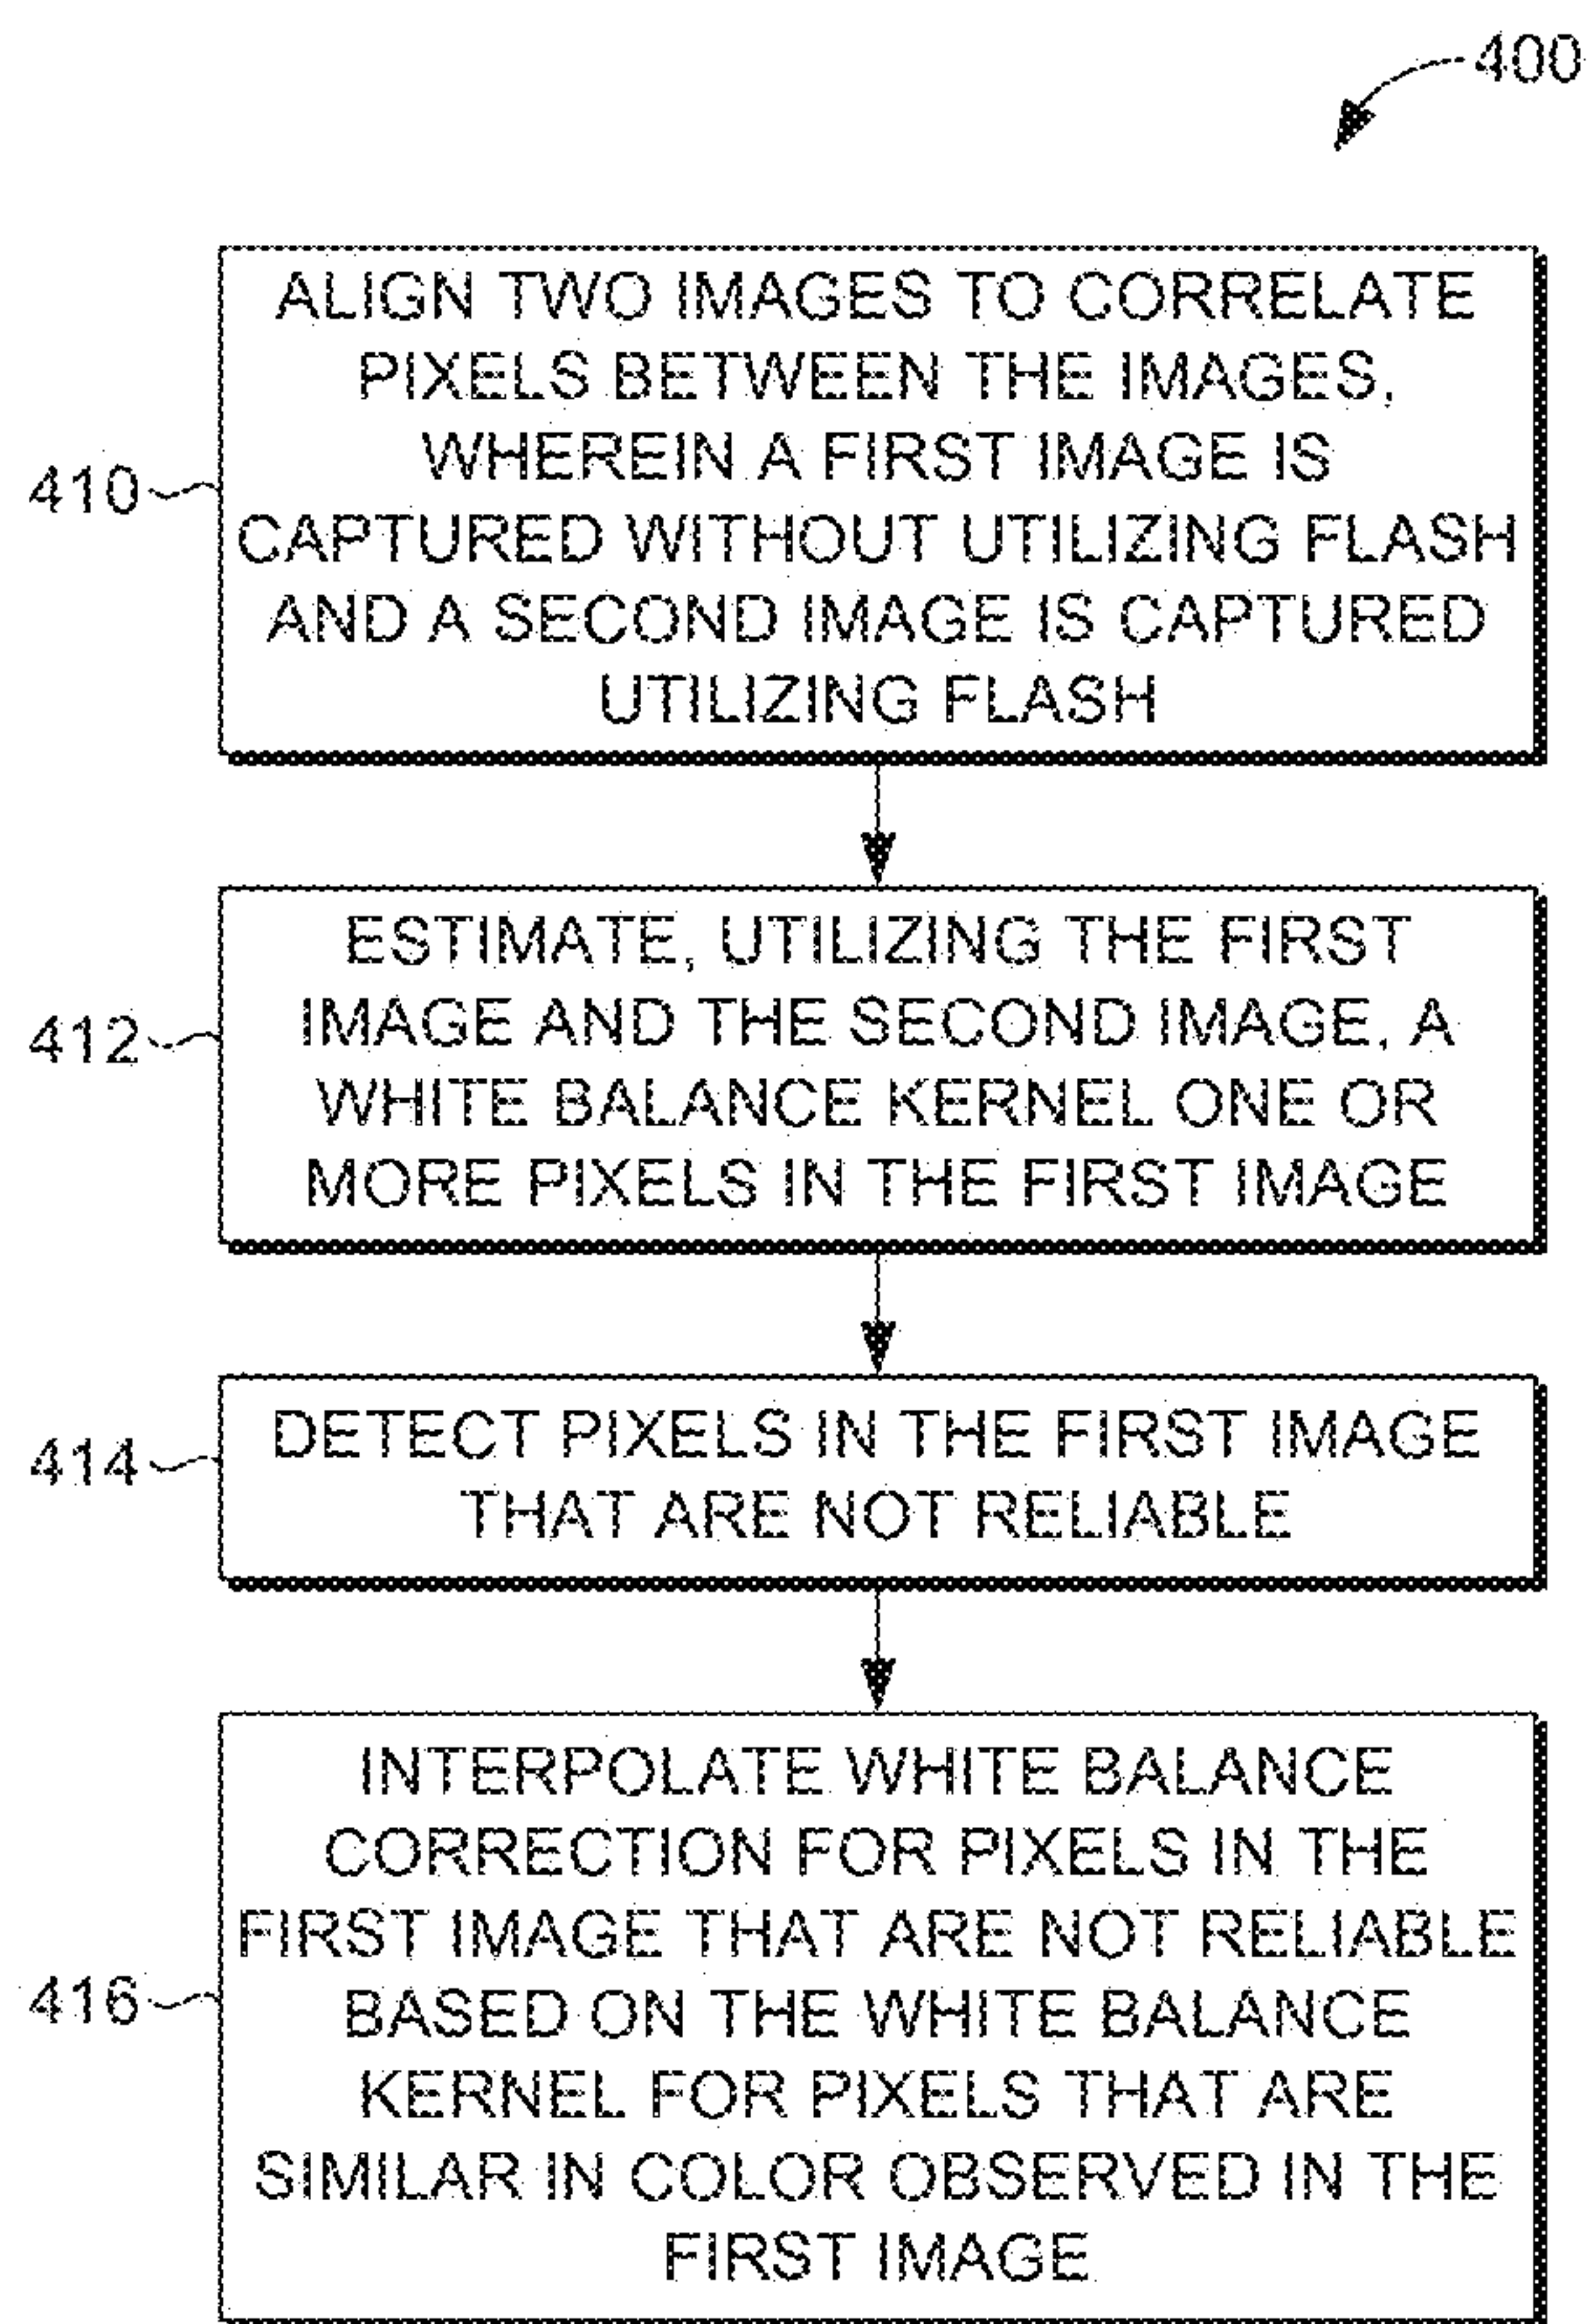 400
ALIGN TWO IMAGES TO CORRELATE
PIXELS BETWEEN THE IMAGES,
WHEREIN A FIRST IMAGE IS
CAPTURED WITHOUT UTILIZING FLASH
AND A SECOND IMAGE IS CAPTURED
UTILIZING FLASH
410
ESTIMATE, UTILIZING THE FIRST
IMAGE AND THE SECOND IMAGE, A
WHITE BALANCE KERNEL ONE OR
MORE PIXELS IN THE FIRST IMAGE
412
DETECT PIXELS IN THE FIRST IMAGE
THAT ARE NOT RELIABLE
414
INTERPOLATE WHITE BALANCE
CORRECTION FOR PIXELS IN THE
FIRST IMAGE THAT ARE NOT RELIABLE
BASED ON THE WHITE BALANCE
KERNEL FOR PIXELS THAT ARE
SIMILAR IN COLOR OBSERVED IN THE
FIRST IMAGE
416